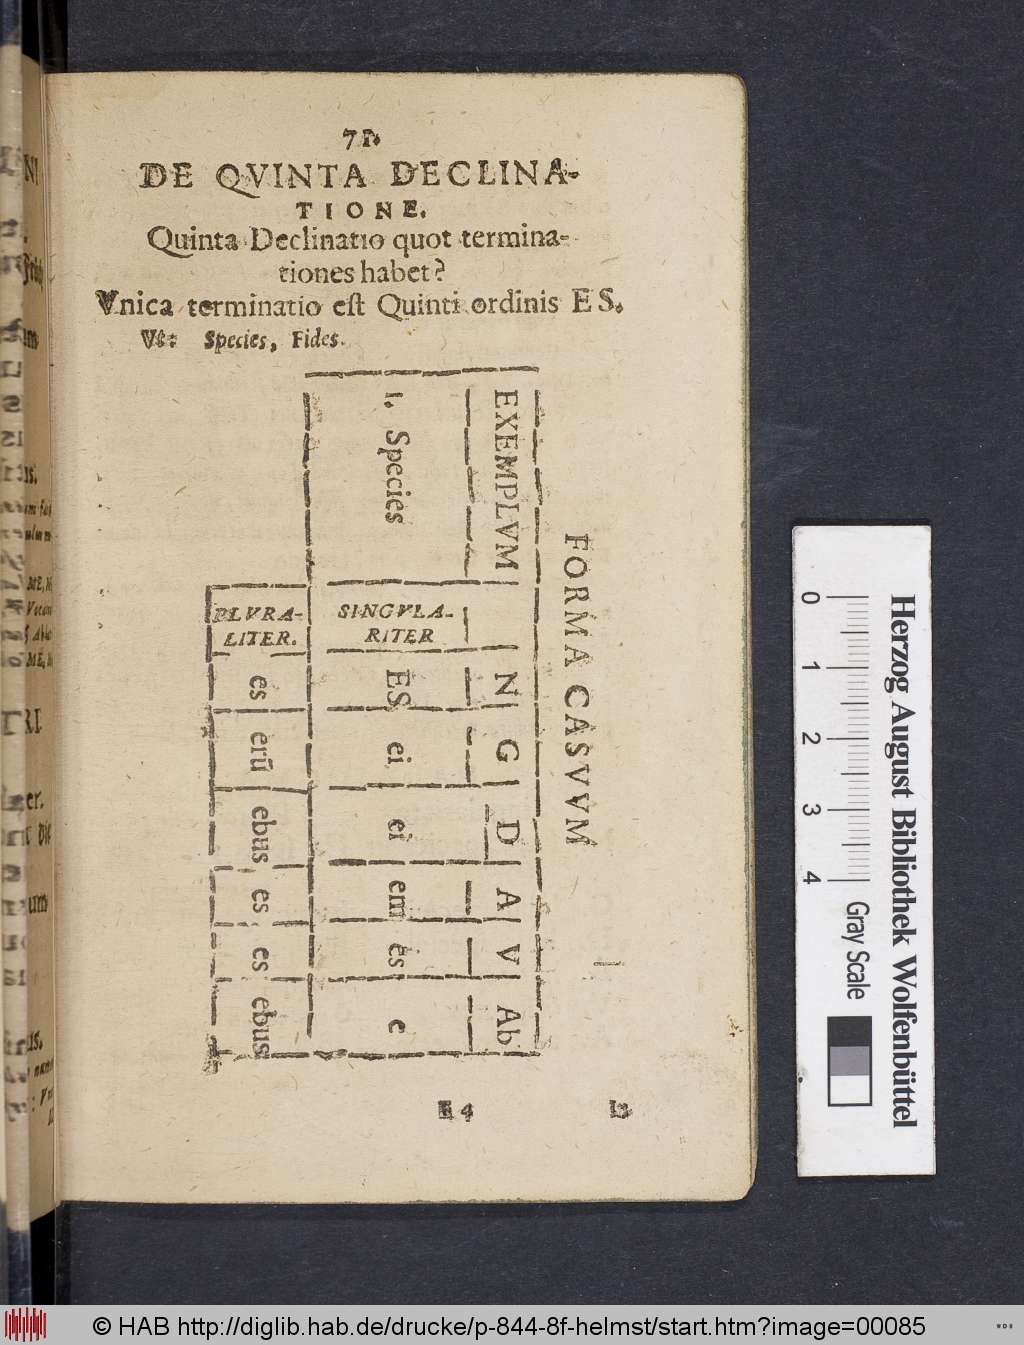 71.
DE QVINTA DECLINA-
TIONE.
Quinta Declinatio quot termina-
tiones habet?
Vnica terminatio est Quinti ordinis ES.
Vt: Species, Fides.
FORMA CASVVM
EXEMPLVM N G D A V Ab
1. Species SINGVLA-
RITER ES ei ei em es e
PLVRA-
LITER. es erũ ebus es es ebus
E 4
Herzog August Bibliothek Wolfenbüttel
0 1 2 3 4 Gray Scale
© HAB http://diglib.hab.de/drucke/p-844-8f-helmst/start.htm?image=00085